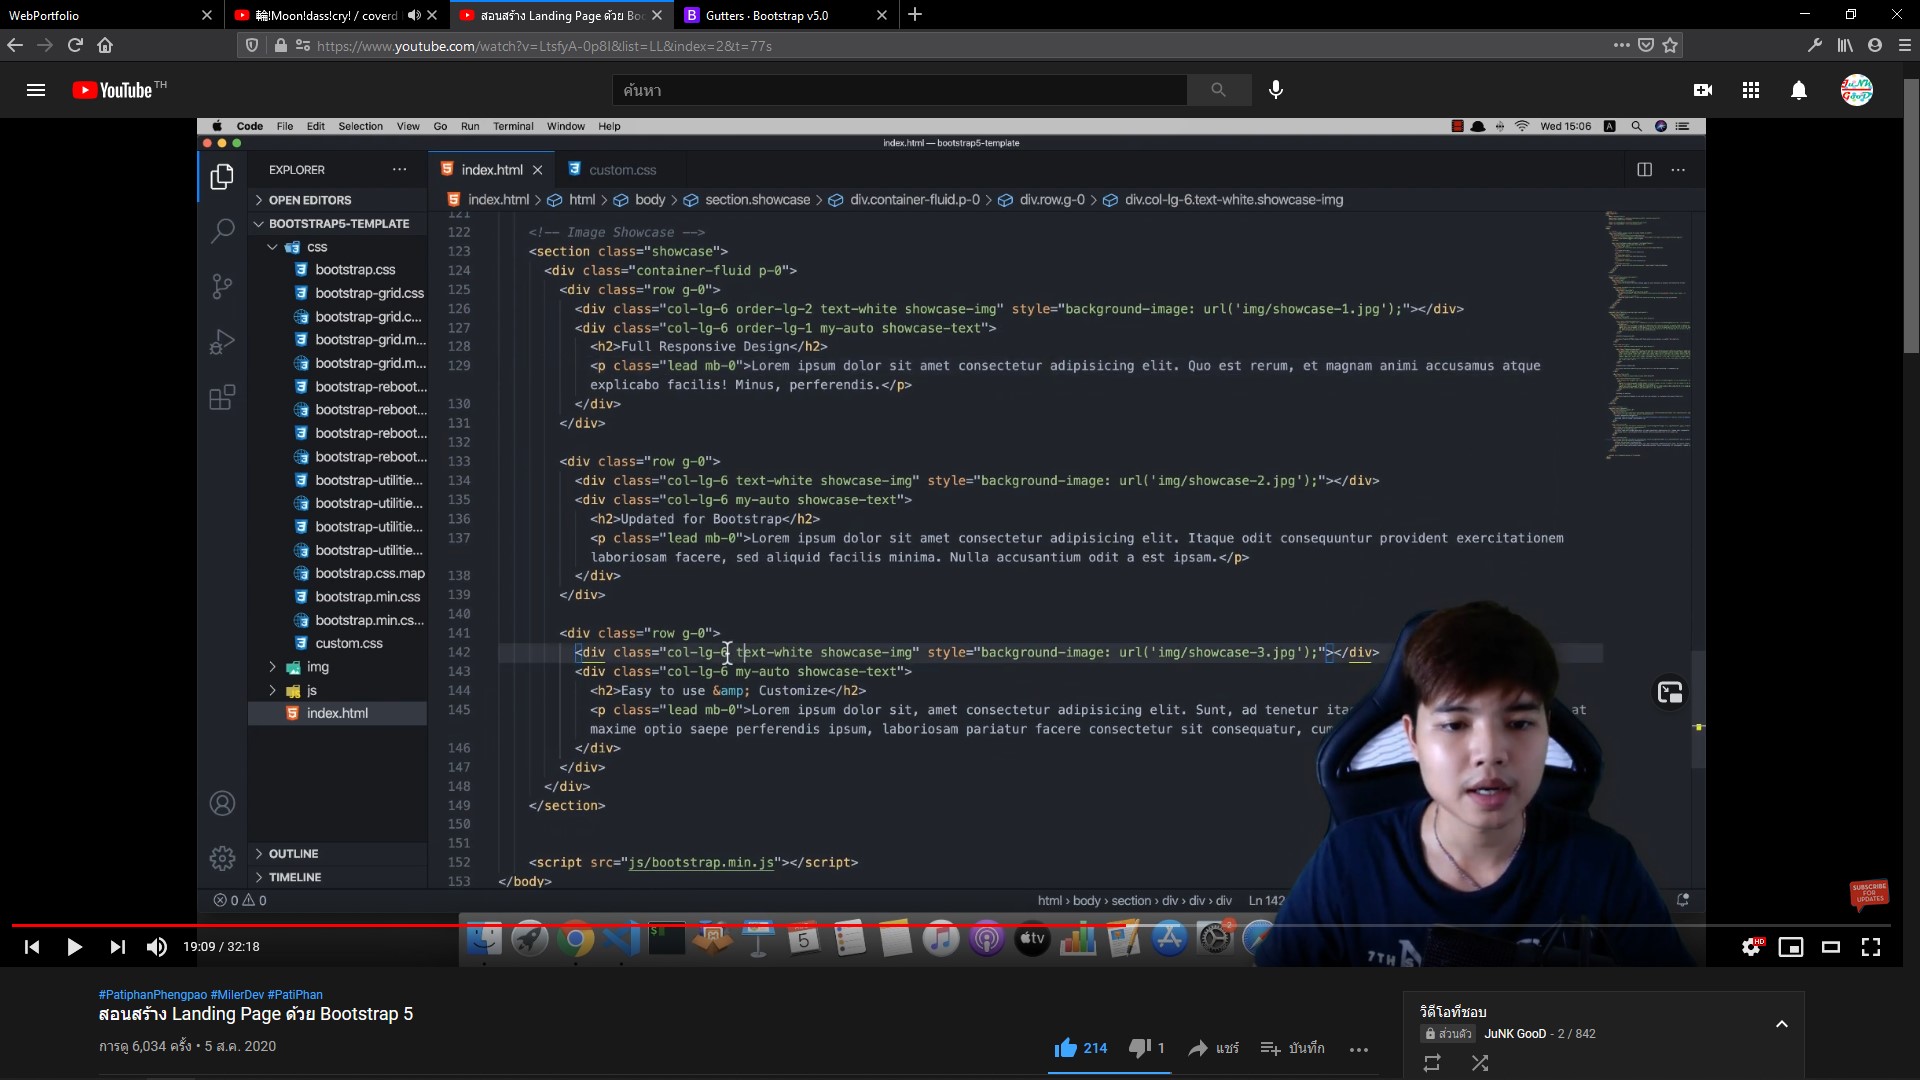 WebPortfolio
輪!Moon!dass!cry! / coverd
สอนสร้าง Landing Page ด้วย Boo
Gutters · Bootstrap v5.0
https://www.youtube.com/watch?v=LtsfyA-0p8I&list=LL&index=2&t=77s
YouTube TH
ค้นหา
Code File Edit Selection View Go Run Terminal Window Help
Wed 15:06
index.html — bootstrap5-template
EXPLORER
index.html
custom.css
index.html > html > body > section.showcase > div.container-fluid.p-0 > div.row.g-0 > div.col-lg-6.text-white.showcase-img
OPEN EDITORS
BOOTSTRAP5-TEMPLATE
css
bootstrap.css
bootstrap-grid.css
bootstrap-grid.c...
bootstrap-grid.m...
bootstrap-grid.m...
bootstrap-reboot...
bootstrap-reboot...
bootstrap-reboot...
bootstrap-reboot...
bootstrap-utilitie...
bootstrap-utilitie...
bootstrap-utilitie...
bootstrap-utilitie...
bootstrap.css.map
bootstrap.min.css
bootstrap.min.cs...
custom.css
img
js
index.html
OUTLINE
TIMELINE
121
122 <!-- Image Showcase -->
123 <section class="showcase">
124 <div class="container-fluid p-0">
125 <div class="row g-0">
126 <div class="col-lg-6 order-lg-2 text-white showcase-img" style="background-image: url('img/showcase-1.jpg');"></div>
127 <div class="col-lg-6 order-lg-1 my-auto showcase-text">
128 <h2>Full Responsive Design</h2>
129 <p class="lead mb-0">Lorem ipsum dolor sit amet consectetur adipisicing elit. Quo est rerum, et magnam animi accusamus atque
explicabo facilis! Minus, perferendis.</p>
130 </div>
131 </div>
132
133 <div class="row g-0">
134 <div class="col-lg-6 text-white showcase-img" style="background-image: url('img/showcase-2.jpg');"></div>
135 <div class="col-lg-6 my-auto showcase-text">
136 <h2>Updated for Bootstrap</h2>
137 <p class="lead mb-0">Lorem ipsum dolor sit amet consectetur adipisicing elit. Itaque odit consequuntur provident exercitationem
laboriosam facere, sed aliquid facilis minima. Nulla accusantium odit a est ipsam.</p>
138 </div>
139 </div>
140
141 <div class="row g-0">
142 <div class="col-lg-6 text-white showcase-img" style="background-image: url('img/showcase-3.jpg');"></div>
143 <div class="col-lg-6 my-auto showcase-text">
144 <h2>Easy to use &amp; Customize</h2>
145 <p class="lead mb-0">Lorem ipsum dolor sit, amet consectetur adipisicing elit. Sunt, ad tenetur ita at
maxime optio saepe perferendis ipsum, laboriosam pariatur facere consectetur sit consequatur, cu
146 </div>
147 </div>
148 </div>
149 </section>
150
151
152 <script src="js/bootstrap.min.js"></script>
153 </body>
0 0
html > body > section > div > div > div Ln 142
SUBSCRIBE
FOR
UPDATES
5
tv
7TH
19:09 / 32:18
HD
#PatiphanPhengpao #MilerDev #PatiPhan
สอนสร้าง Landing Page ด้วย Bootstrap 5
การดู 6,034 ครั้ง • 5 ส.ค. 2020
214
1
แชร์
บันทึก
วิดีโอที่ชอบ
ส่วนตัว JuNK GooD - 2 / 842